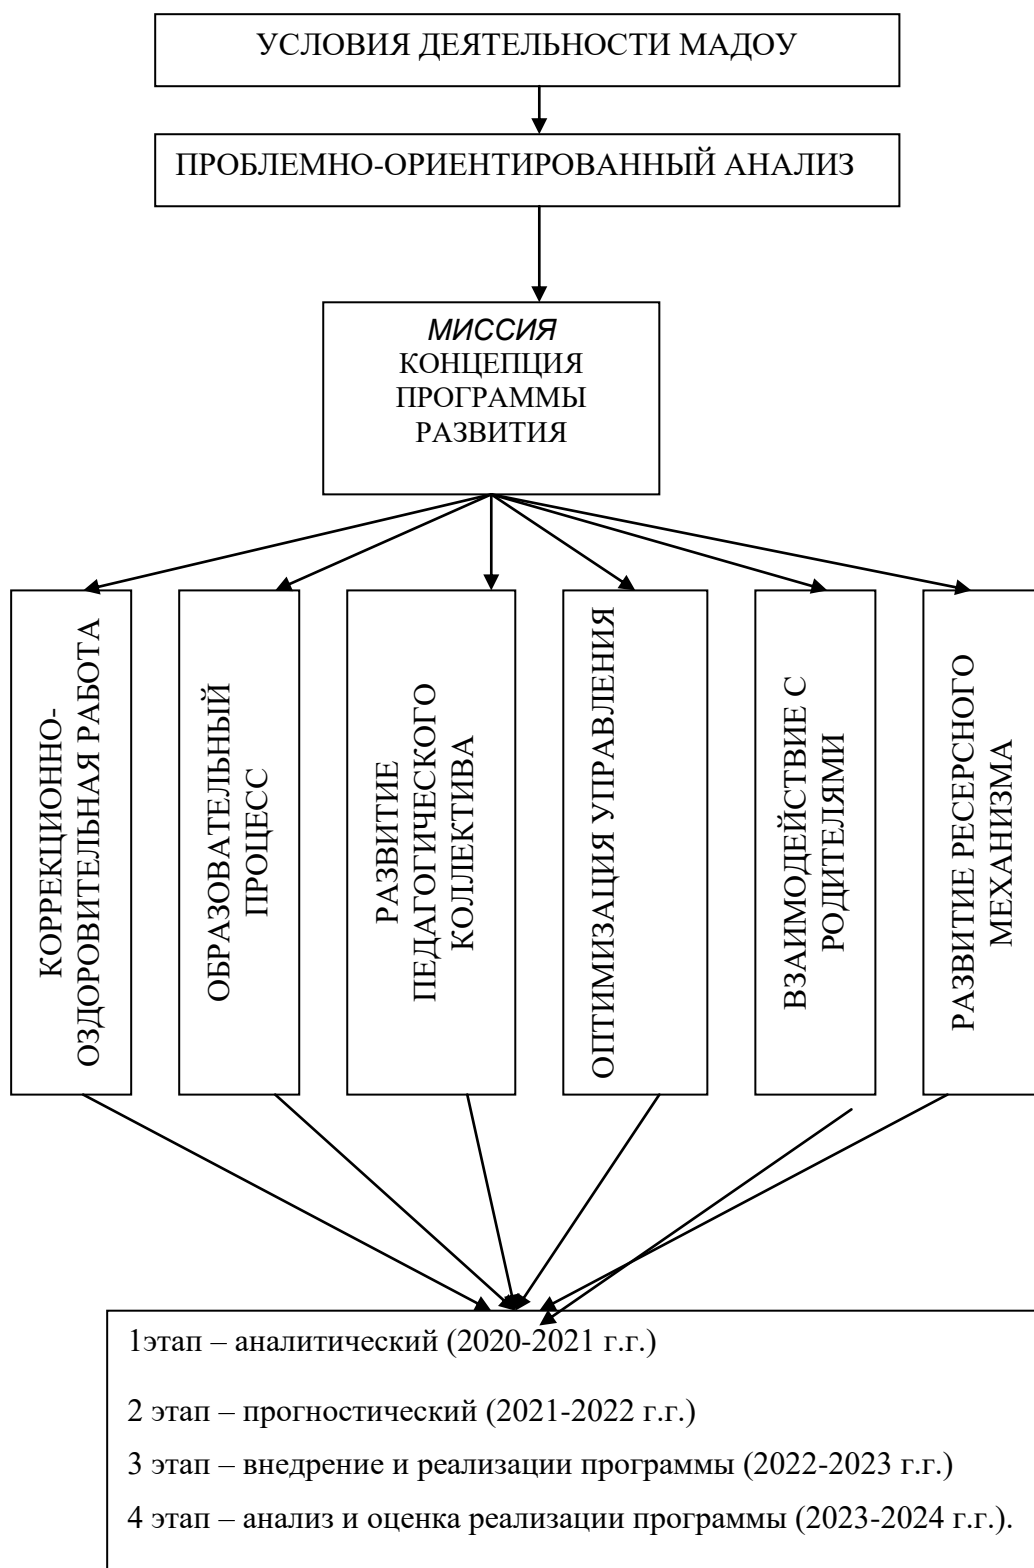 УСЛОВИЯ ДЕЯТЕЛЬНОСТИ МАДОУ
ПРОБЛЕМНО-ОРИЕНТИРОВАННЫЙ АНАЛИЗ
МИССИЯ
КОНЦЕПЦИЯ
ПРОГРАММЫ
РАЗВИТИЯ
КОРРЕКЦИОННО-
ОЗДОРОВИТЕЛЬНАЯ РАБОТА
ОБРАЗОВАТЕЛЬНЫЙ
ПРОЦЕСС
РАЗВИТИЕ
ПЕДАГОГИЧЕСКОГО
КОЛЛЕКТИВА
ОПТИМИЗАЦИЯ УПРАВЛЕНИЯ
ВЗАИМОДЕЙСТВИЕ С
РОДИТЕЛЯМИ
РАЗВИТИЕ РЕСЕРСНОГО
МЕХАНИЗМА
1этап – аналитический (2020-2021 г.г.)
2 этап – прогностический (2021-2022 г.г.)
3 этап – внедрение и реализации программы (2022-2023 г.г.)
4 этап – анализ и оценка реализации программы (2023-2024 г.г.).